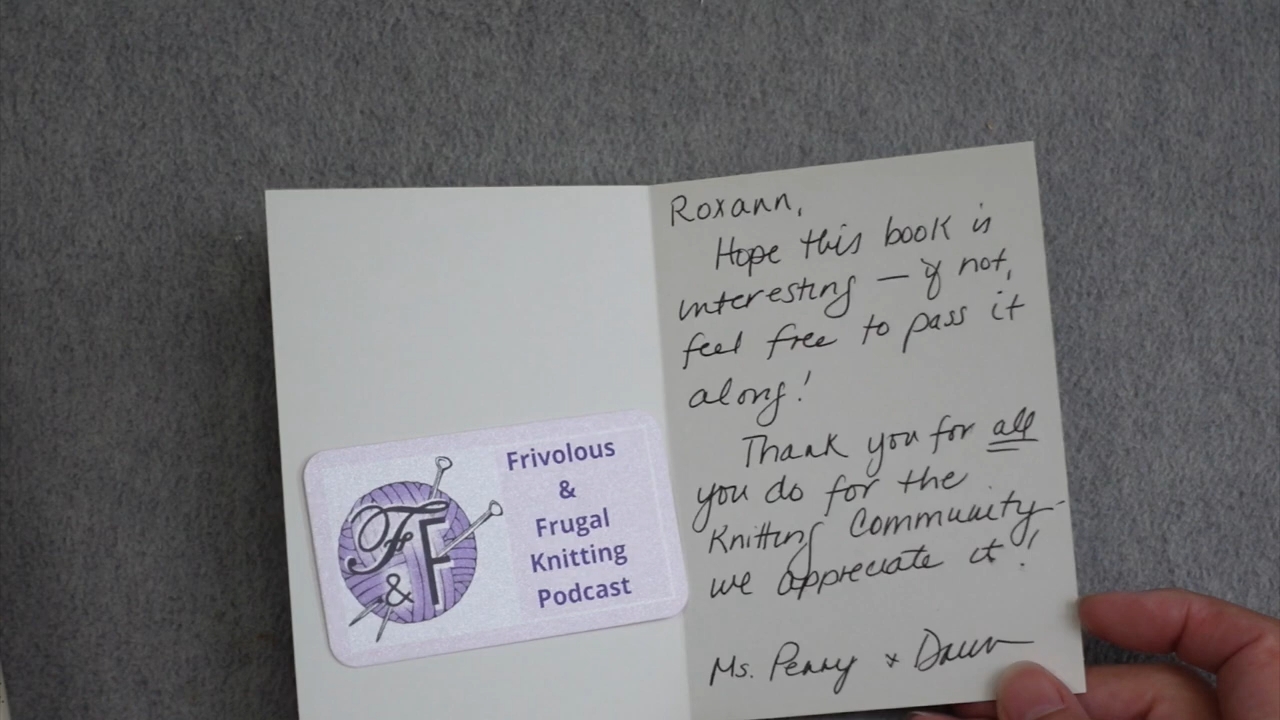 Frivolous
&
Frugal
Knitting
Podcast
F
& F
Roxann,
Hope this book is
interesting — if not,
feel free to pass it
along!
Thank you for all
you do for the
Knitting Community -
we appreciate it!
Ms. Penny + Dawn